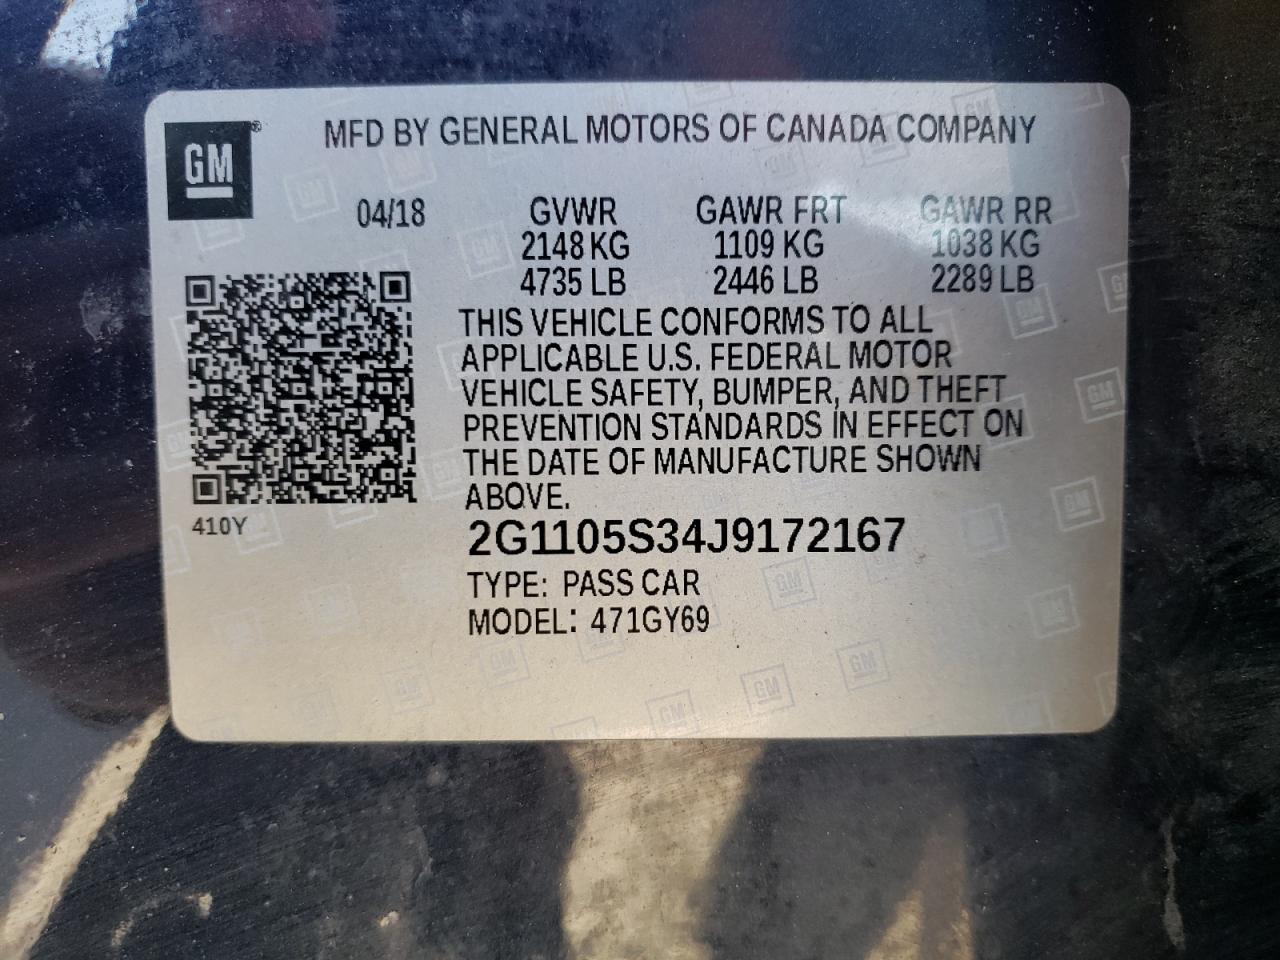 MFD BY GENERAL MOTORS OF CANADA COMPANY
GM®
04/18
GVWR GAWR FRT GAWR RR
2148 KG 1109 KG 1038 KG
4735 LB 2446 LB 2289 LB
THIS VEHICLE CONFORMS TO ALL
APPLICABLE U.S. FEDERAL MOTOR
VEHICLE SAFETY, BUMPER, AND THEFT
PREVENTION STANDARDS IN EFFECT ON
THE DATE OF MANUFACTURE SHOWN
ABOVE.
410Y
2G1105S34J9172167
TYPE: PASS CAR
MODEL: 471GY69